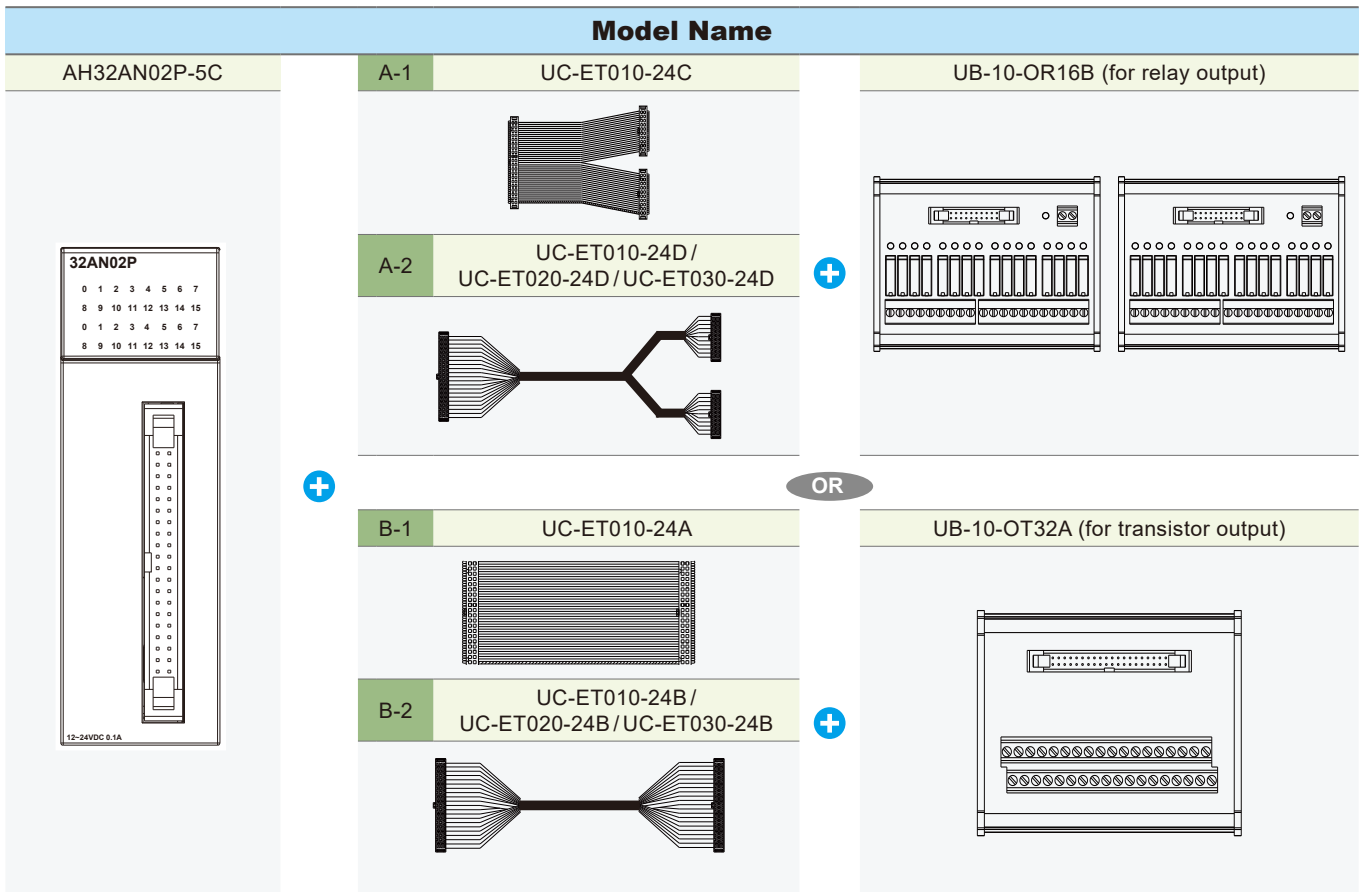 Model Name
AH32AN02P-5C
A-1 UC-ET010-24C
UB-10-OR16B (for relay output)
32AN02P
0 1 2 3 4 5 6 7
8 9 10 11 12 13 14 15
0 1 2 3 4 5 6 7
8 9 10 11 12 13 14 15
12~24VDC 0.1A
A-2 UC-ET010-24D/
UC-ET020-24D/UC-ET030-24D
OR
B-1 UC-ET010-24A
UB-10-OT32A (for transistor output)
B-2 UC-ET010-24B/
UC-ET020-24B/UC-ET030-24B